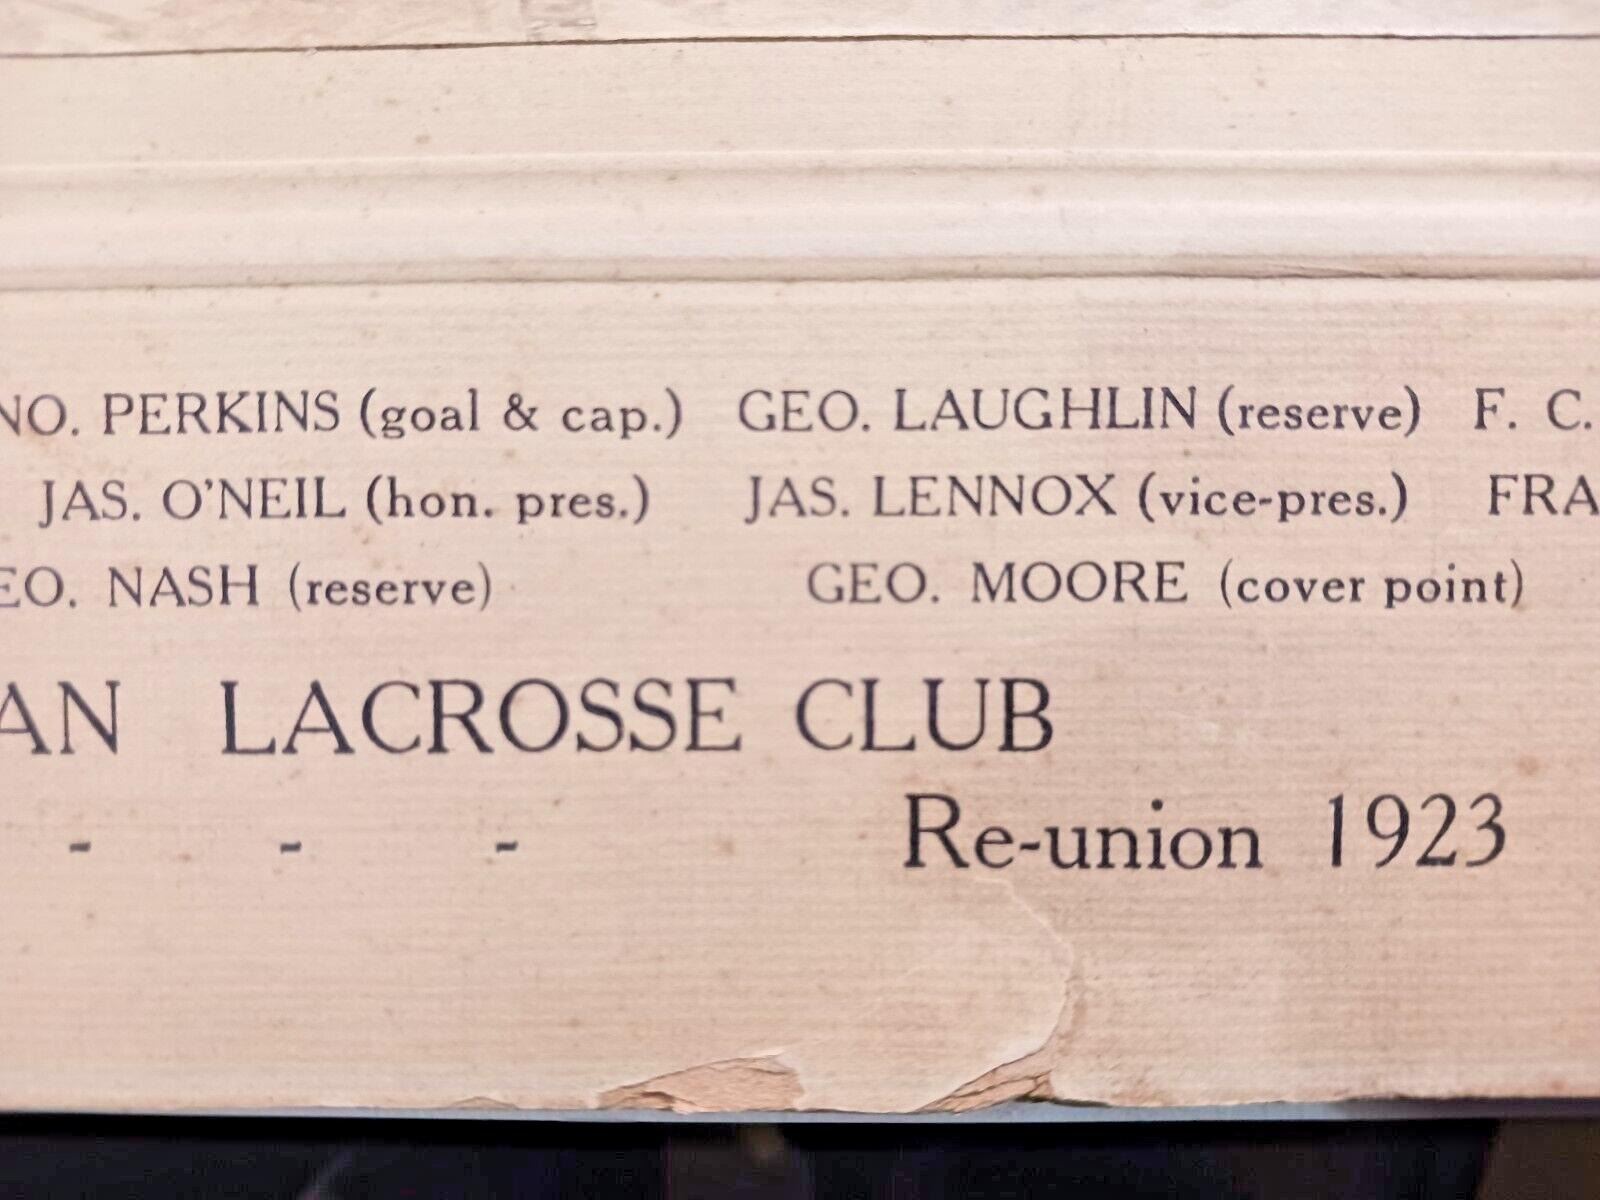 NO. PERKINS (goal & cap.) GEO. LAUGHLIN (reserve) F. C.
JAS. O'NEIL (hon. pres.) JAS. LENNOX (vice-pres.) FRA
EO. NASH (reserve) GEO. MOORE (cover point)
AN LACROSSE CLUB
- - - Re-union 1923